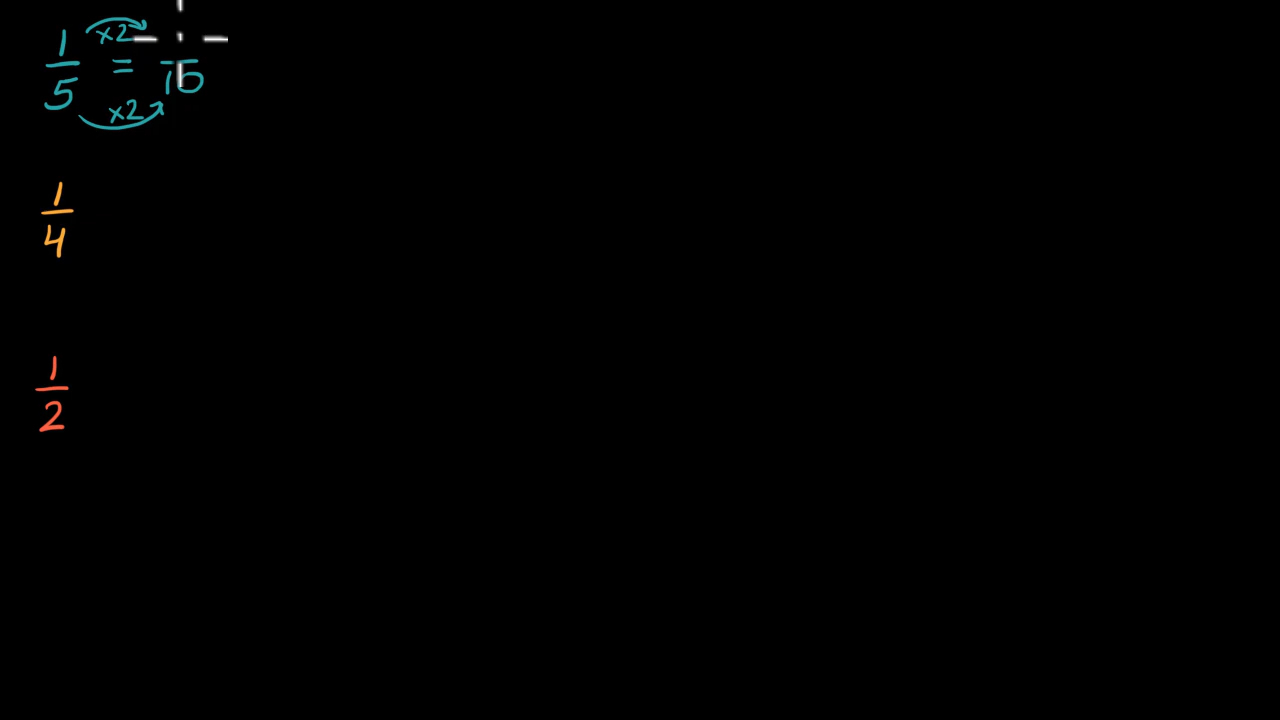 ×2
1/5 = /10
×2
1/4
1/2